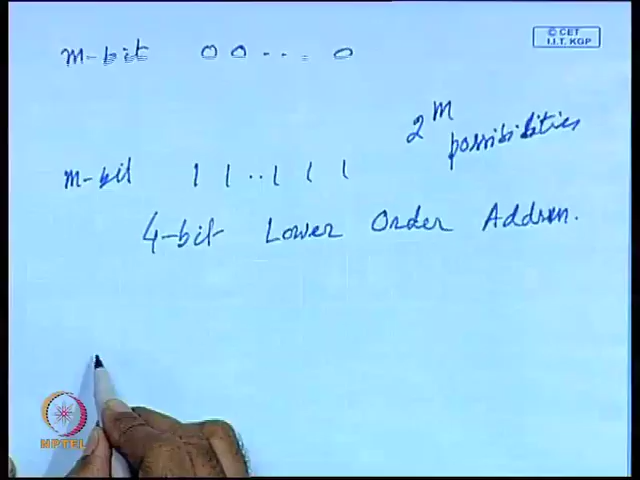 © CET
I.I.T. KGP
m-bit 0 0 .... 0
2^m
possibilities
m-bit 1 1 .. 1 1 1
4-bit Lower Order Address.
NPTEL